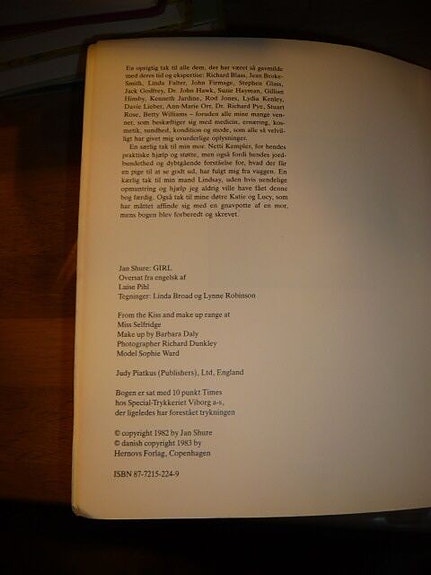 En oprigtig tak til alle dem, der har været så gavmilde
med deres tid og ekspertise: Richard Blass, Jean Brooke-
Smith, Linda Falter, John Firmage, Stephen Glass,
Jack Godfrey, Dr. John Hawk, Suzie Hayman, Gillian
Hinsby, Kenneth Jardine, Rod Jones, Lydia Kenley,
Davie Lieber, Ann-Marie Orr, Dr. Richard Pye, Stuart
Rose, Betty Williams – foruden alle mine mange ven-
ner, som beskæftiger sig med medicin, ernæring, kos-
metik, sundhed, kondition og mode, som alle så velvil-
ligt har givet mig uvurderlige oplysninger.
En særlig tak til min mor, Netti Kempler, for hendes
praktiske hjælp og støtte, men også fordi hendes jord-
bundethed og dybtgående forståelse for, hvad der får
en pige til at se godt ud, har fulgt mig fra vuggen. En
kærlig tak til min mand Lindsay, uden hvis uendelige
opmuntring og hjælp jeg aldrig ville have fået denne
bog færdig. Også tak til mine døtre Katie og Lucy, som
har måttet affinde sig med en gnavpotte af en mor,
mens bogen blev forberedt og skrevet.
Jan Shure: GIRL
Oversat fra engelsk af
Luise Pihl
Tegninger: Linda Broad og Lynne Robinson
From the Kiss and make up range at
Miss Selfridge
Make up by Barbara Daly
Photographer Richard Dunkley
Model Sophie Ward
Judy Piatkus (Publishers), Ltd, England
Bogen er sat med 10 punkt Times
hos Special-Trykkeriet Viborg a-s,
der ligeledes har forestået trykningen
© copyright 1982 by Jan Shure
© danish copyright 1983 by
Hernovs Forlag, Copenhagen
ISBN 87-7215-224-9